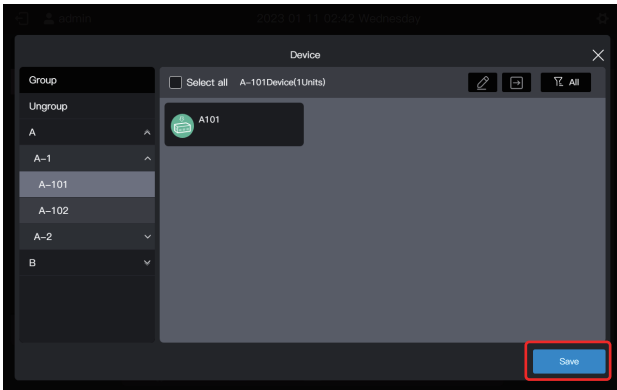 admin
2023 01 11 02:42 Wednesday
Device
Group
Select all
A-101Device(1Units)
All
Ungroup
A
A-1
A-101
A-102
A-2
B
A101
Save